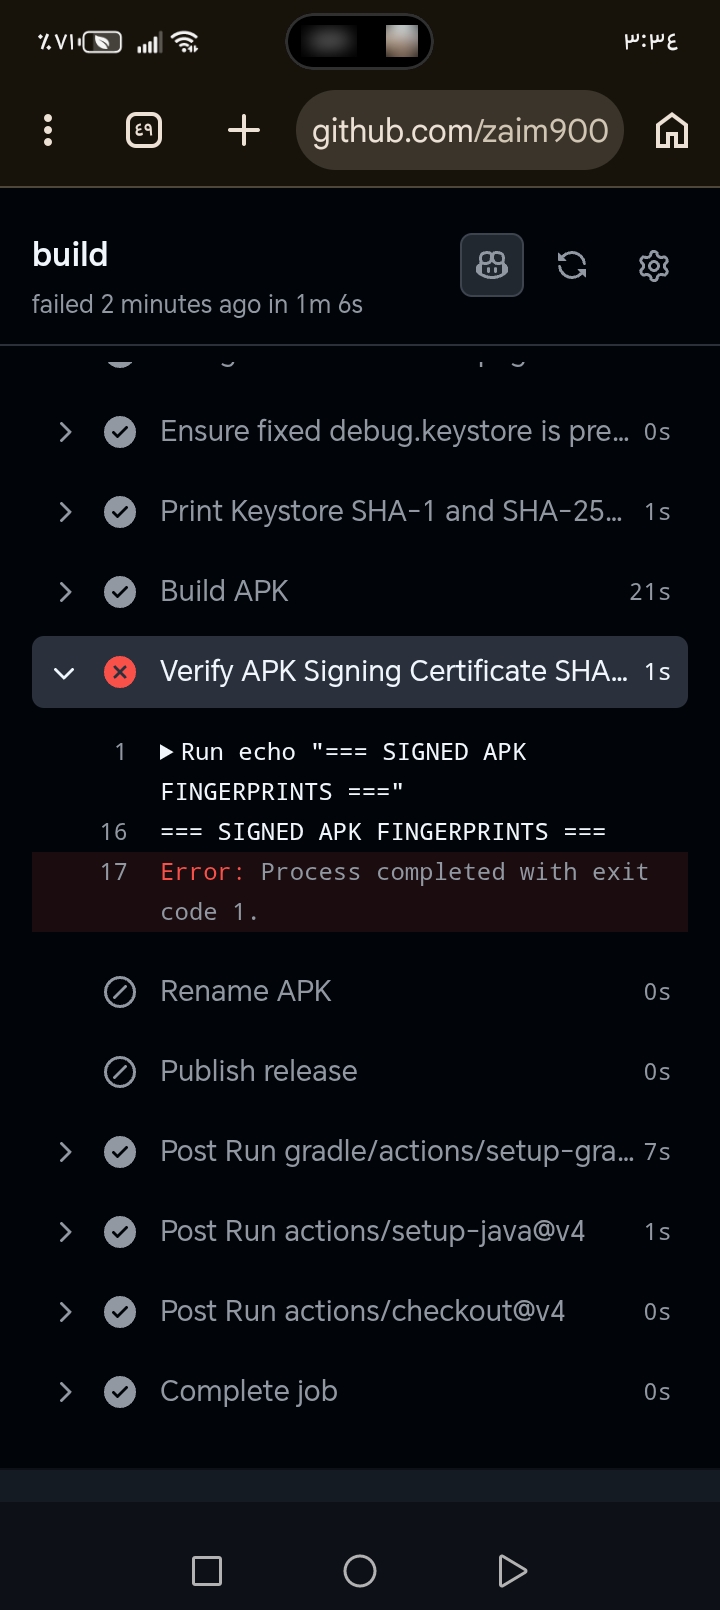 ٪٧١
٣:٣٤
٤٩
github.com/zaim900
build
failed 2 minutes ago in 1m 6s
Ensure fixed debug.keystore is pre... 0s
Print Keystore SHA-1 and SHA-25... 1s
Build APK 21s
Verify APK Signing Certificate SHA... 1s
1 Run echo "=== SIGNED APK
FINGERPRINTS ==="
16 === SIGNED APK FINGERPRINTS ===
17 Error: Process completed with exit
code 1.
Rename APK 0s
Publish release 0s
Post Run gradle/actions/setup-gra... 7s
Post Run actions/setup-java@v4 1s
Post Run actions/checkout@v4 0s
Complete job 0s